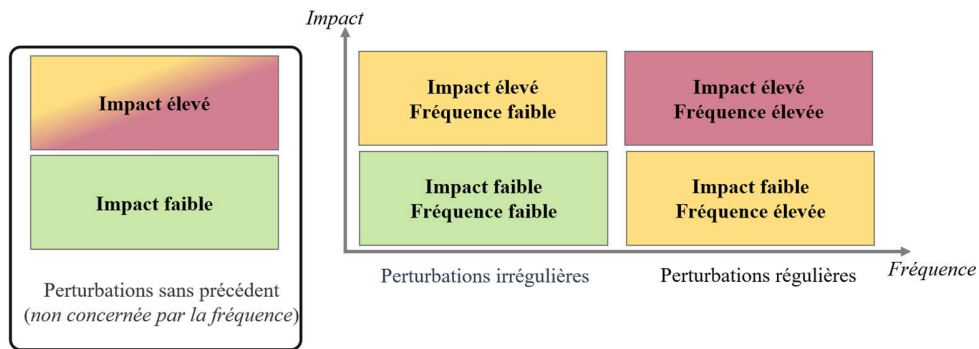 Impact élevé
Impact faible
Perturbations sans précédent
(non concernée par la fréquence)
Impact
Impact élevé
Fréquence faible
Impact élevé
Fréquence élevée
Impact faible
Fréquence faible
Impact faible
Fréquence élevée
Perturbations irrégulières
Perturbations régulières
Fréquence